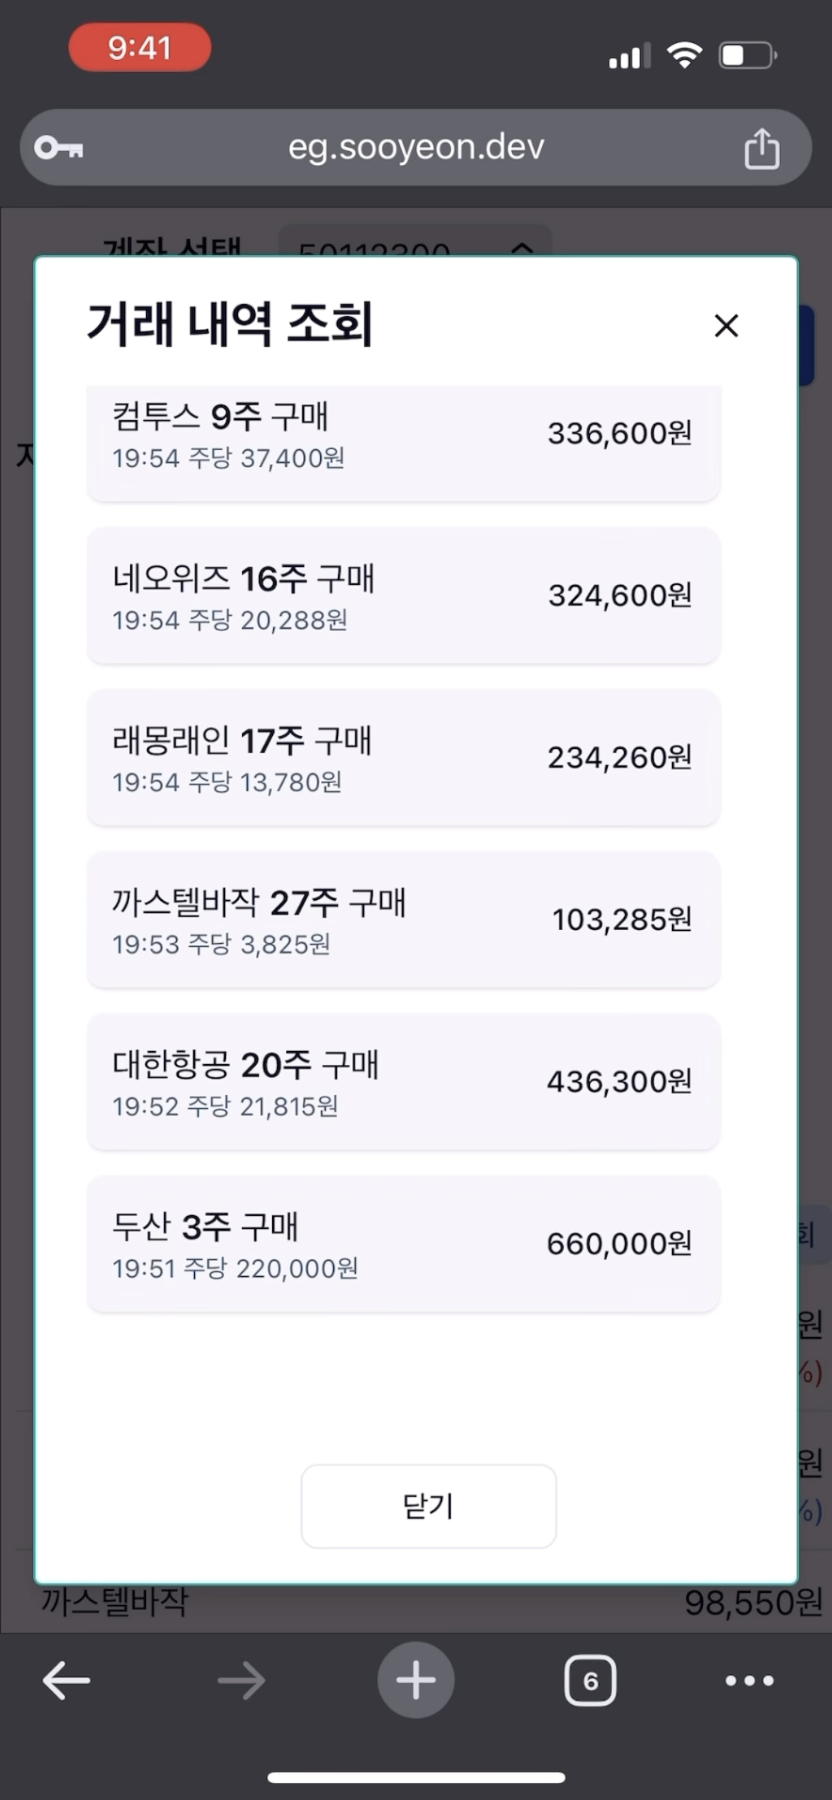 9:41
eg.sooyeon.dev
계좌 선택 50112300
거래 내역 조회
컴투스 9주 구매
336,600원
19:54 주당 37,400원
네오위즈 16주 구매
324,600원
19:54 주당 20,288원
래몽래인 17주 구매
234,260원
19:54 주당 13,780원
까스텔바작 27주 구매
103,285원
19:53 주당 3,825원
대한항공 20주 구매
436,300원
19:52 주당 21,815원
두산 3주 구매
660,000원
19:51 주당 220,000원
회
원
%)
원
%)
닫기
까스텔바작 98,550원
6